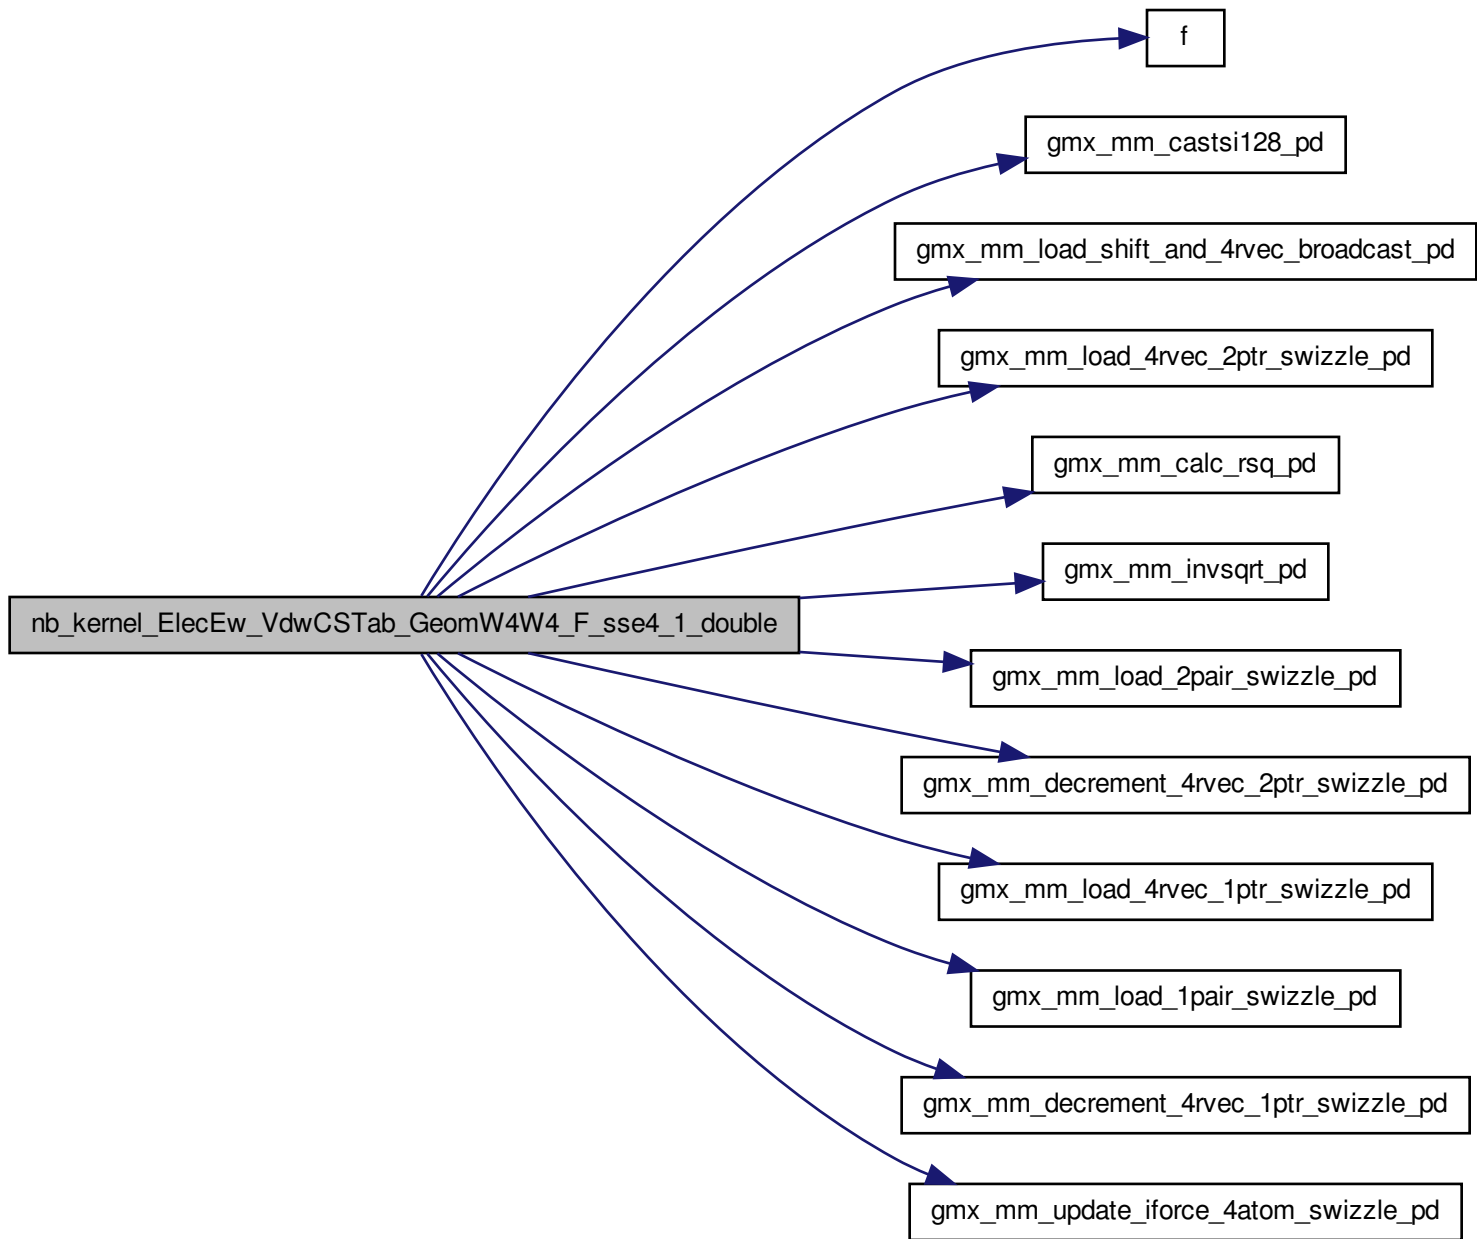 f
gmx_mm_castsi128_pd
gmx_mm_load_shift_and_4rvec_broadcast_pd
gmx_mm_load_4rvec_2ptr_swizzle_pd
gmx_mm_calc_rsq_pd
gmx_mm_invsqrt_pd
nb_kernel_ElecEw_VdwCSTab_GeomW4W4_F_sse4_1_double
gmx_mm_load_2pair_swizzle_pd
gmx_mm_decrement_4rvec_2ptr_swizzle_pd
gmx_mm_load_4rvec_1ptr_swizzle_pd
gmx_mm_load_1pair_swizzle_pd
gmx_mm_decrement_4rvec_1ptr_swizzle_pd
gmx_mm_update_iforce_4atom_swizzle_pd